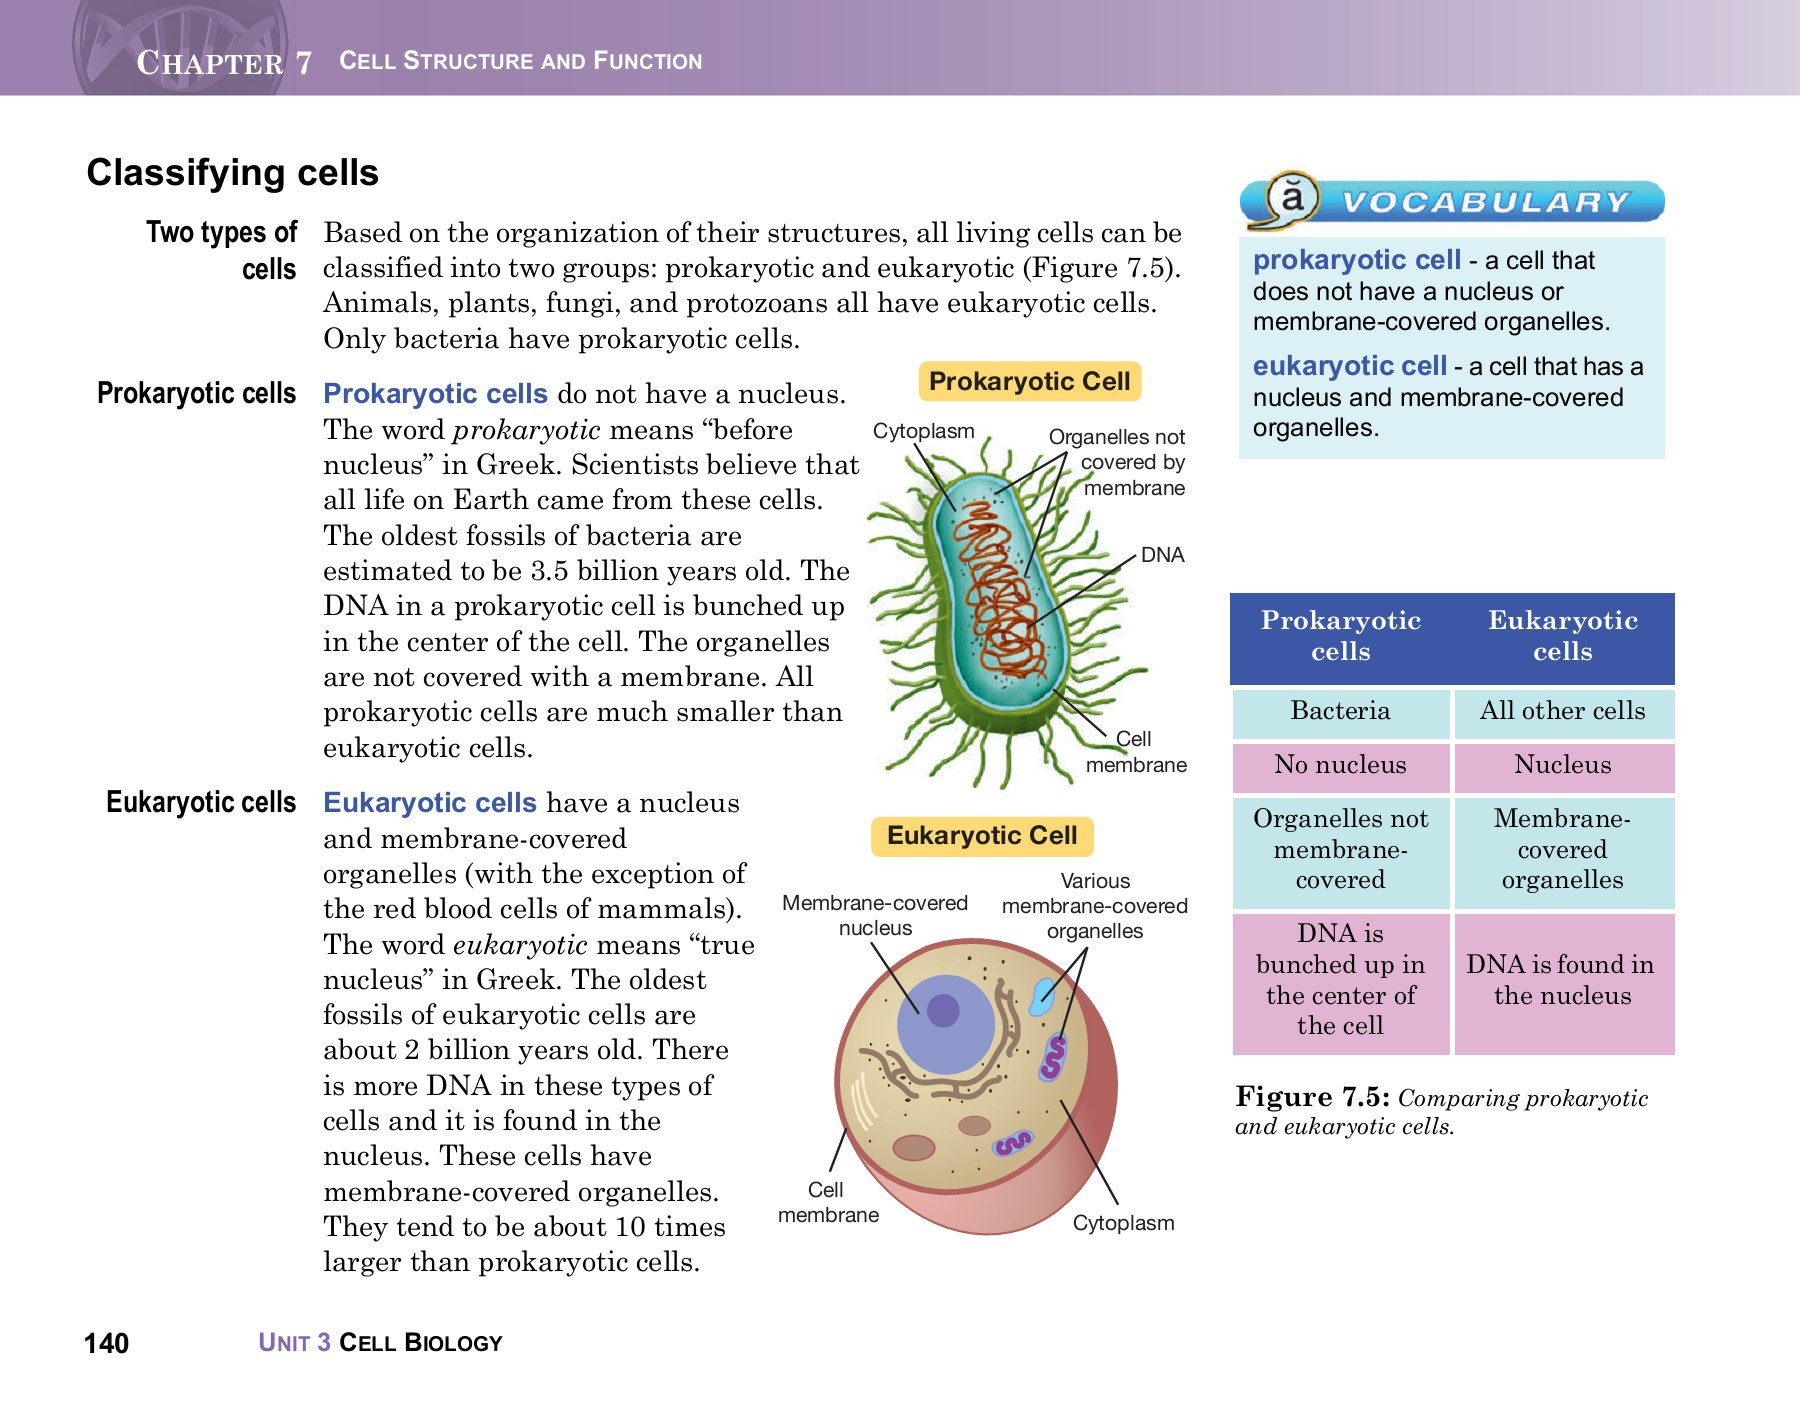 CHAPTER 7 CELL STRUCTURE AND FUNCTION
Classifying cells
Two types of
cells
Based on the organization of their structures, all living cells can be
classified into two groups: prokaryotic and eukaryotic (Figure 7.5).
Animals, plants, fungi, and protozoans all have eukaryotic cells.
Only bacteria have prokaryotic cells.
Prokaryotic cells
Prokaryotic cells do not have a nucleus.
The word prokaryotic means “before
nucleus” in Greek. Scientists believe that
all life on Earth came from these cells.
The oldest fossils of bacteria are
estimated to be 3.5 billion years old. The
DNA in a prokaryotic cell is bunched up
in the center of the cell. The organelles
are not covered with a membrane. All
prokaryotic cells are much smaller than
eukaryotic cells.
Prokaryotic Cell
Cytoplasm
Organelles not
covered by
membrane
DNA
Cell
membrane
Eukaryotic cells
Eukaryotic cells have a nucleus
and membrane-covered
organelles (with the exception of
the red blood cells of mammals).
The word eukaryotic means “true
nucleus” in Greek. The oldest
fossils of eukaryotic cells are
about 2 billion years old. There
is more DNA in these types of
cells and it is found in the
nucleus. These cells have
membrane-covered organelles.
They tend to be about 10 times
larger than prokaryotic cells.
Eukaryotic Cell
Membrane-covered
nucleus
Various
membrane-covered
organelles
Cell
membrane
Cytoplasm
ă VOCABULARY
prokaryotic cell - a cell that
does not have a nucleus or
membrane-covered organelles.
eukaryotic cell - a cell that has a
nucleus and membrane-covered
organelles.
Prokaryotic
cells
Eukaryotic
cells
Bacteria
All other cells
No nucleus
Nucleus
Organelles not
membrane-
covered
Membrane-
covered
organelles
DNA is
bunched up in
the center of
the cell
DNA is found in
the nucleus
Figure 7.5: Comparing prokaryotic
and eukaryotic cells.
140 UNIT 3 CELL BIOLOGY